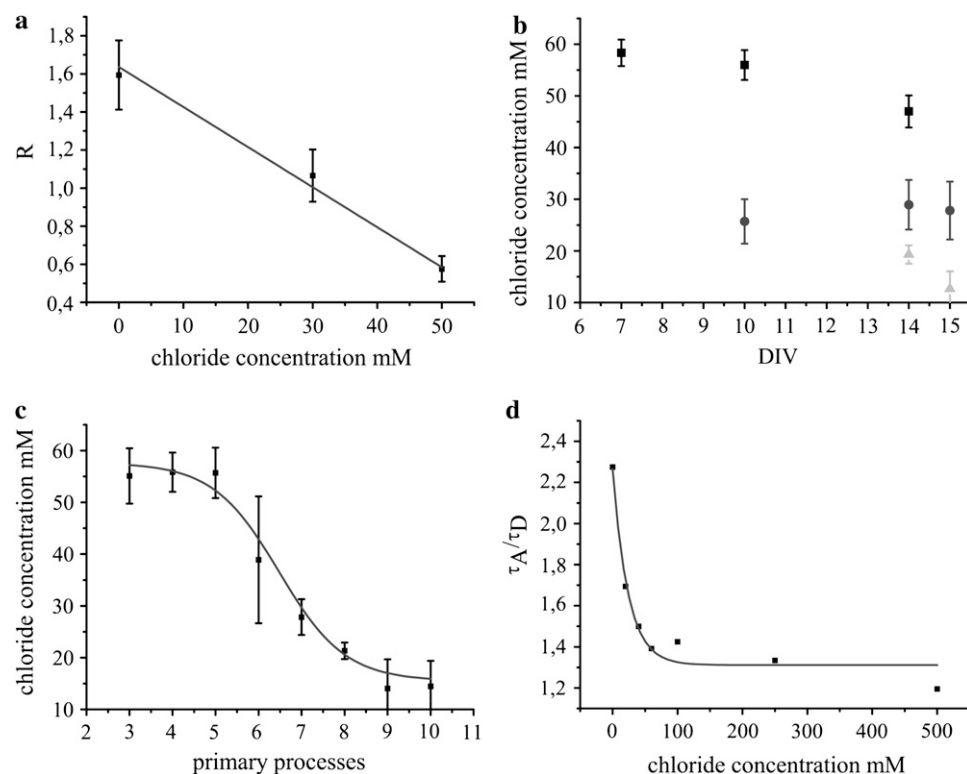 a
R
1,8
1,6
1,4
1,2
1,0
0,8
0,6
0,4
0 10 20 30 40 50
chloride concentration mM
b
chloride concentration mM
60
50
40
30
20
10
6 7 8 9 10 11 12 13 14 15
DIV
c
chloride concentration mM
60
50
40
30
20
10
2 3 4 5 6 7 8 9 10 11
primary processes
d
τA/τD
2,4
2,2
2,0
1,8
1,6
1,4
1,2
0 100 200 300 400 500
chloride concentration mM